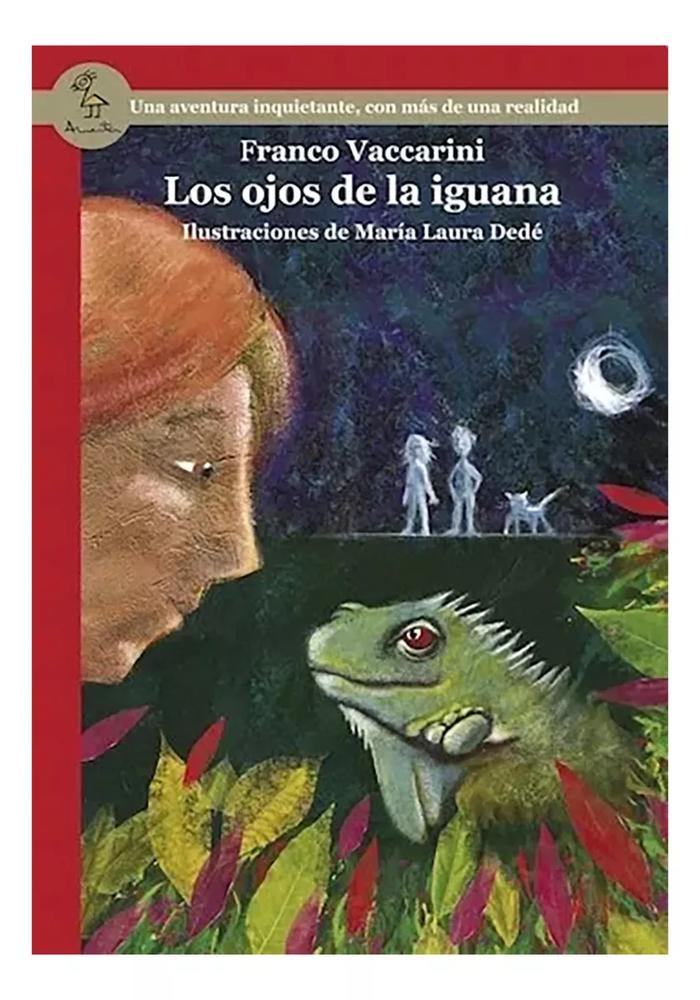 Una aventura inquietante, con más de una realidad
Franco Vaccarini
Los ojos de la iguana
Ilustraciones de María Laura Dedé